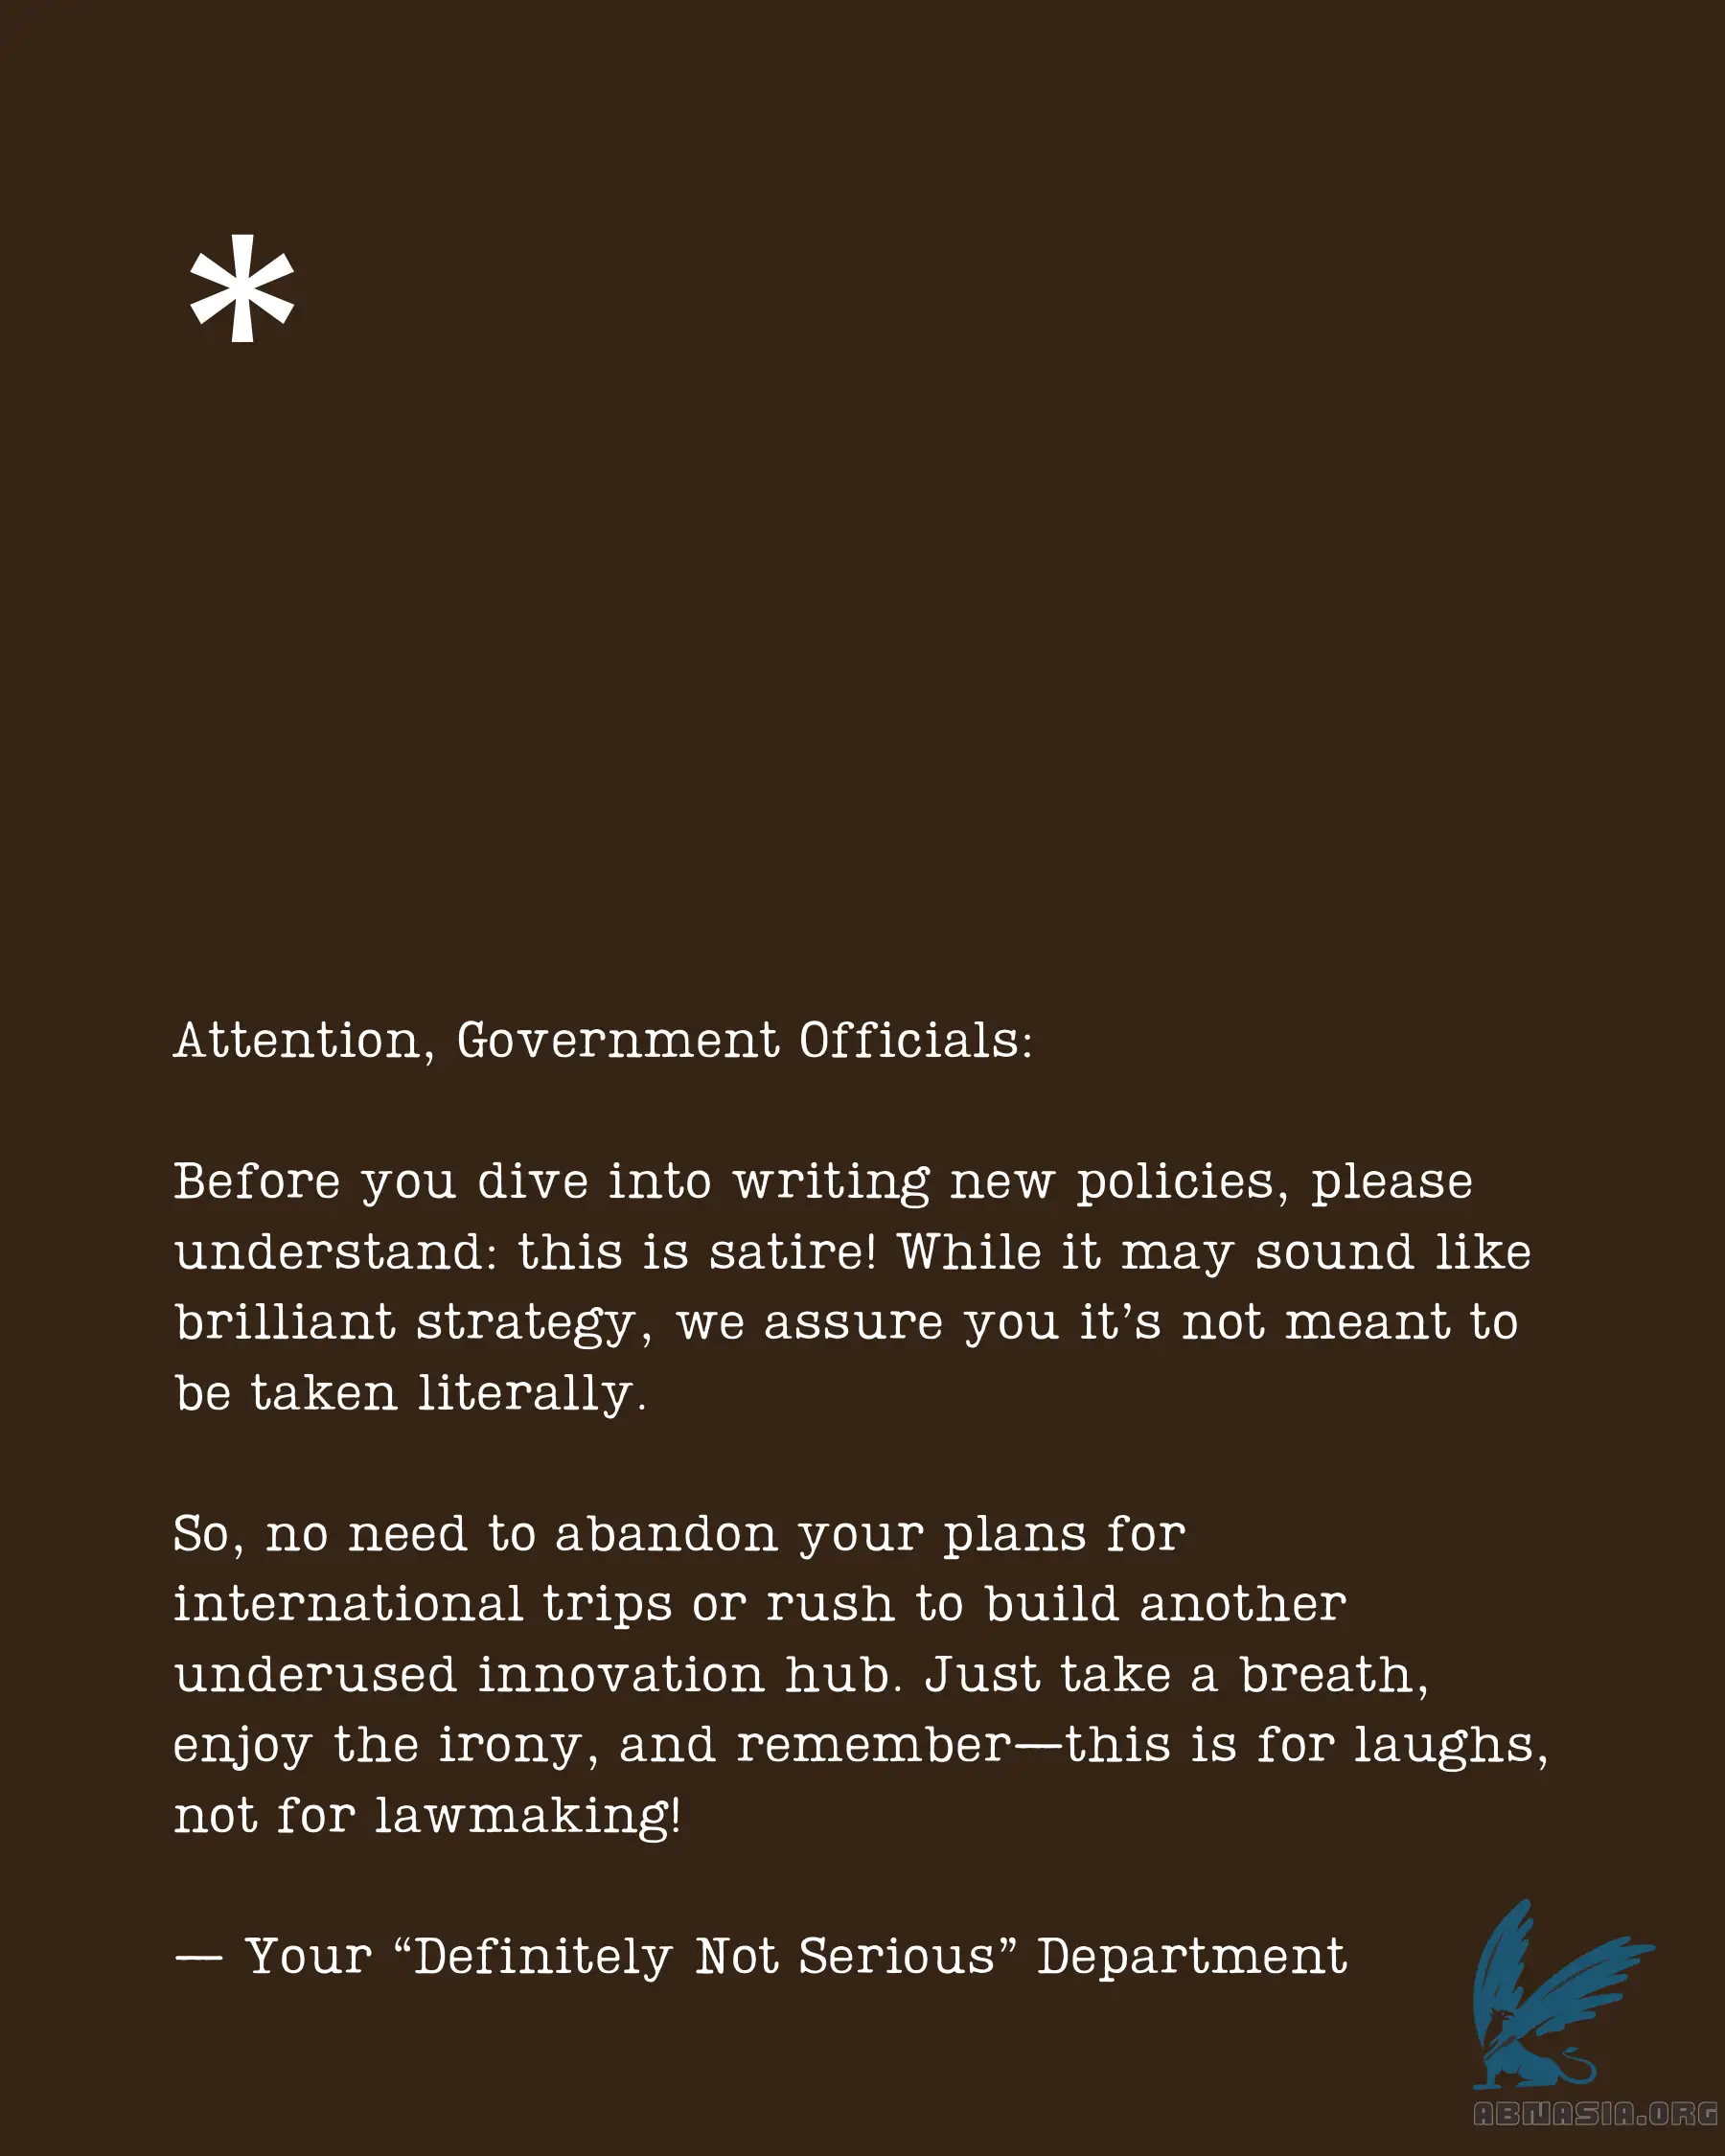 *
Attention, Government Officials:
Before you dive into writing new policies, please
understand: this is satire! While it may sound like
brilliant strategy, we assure you it’s not meant to
be taken literally.
So, no need to abandon your plans for
international trips or rush to build another
underused innovation hub. Just take a breath,
enjoy the irony, and remember—this is for laughs,
not for lawmaking!
— Your “Definitely Not Serious” Department
ABNASIA.ORG